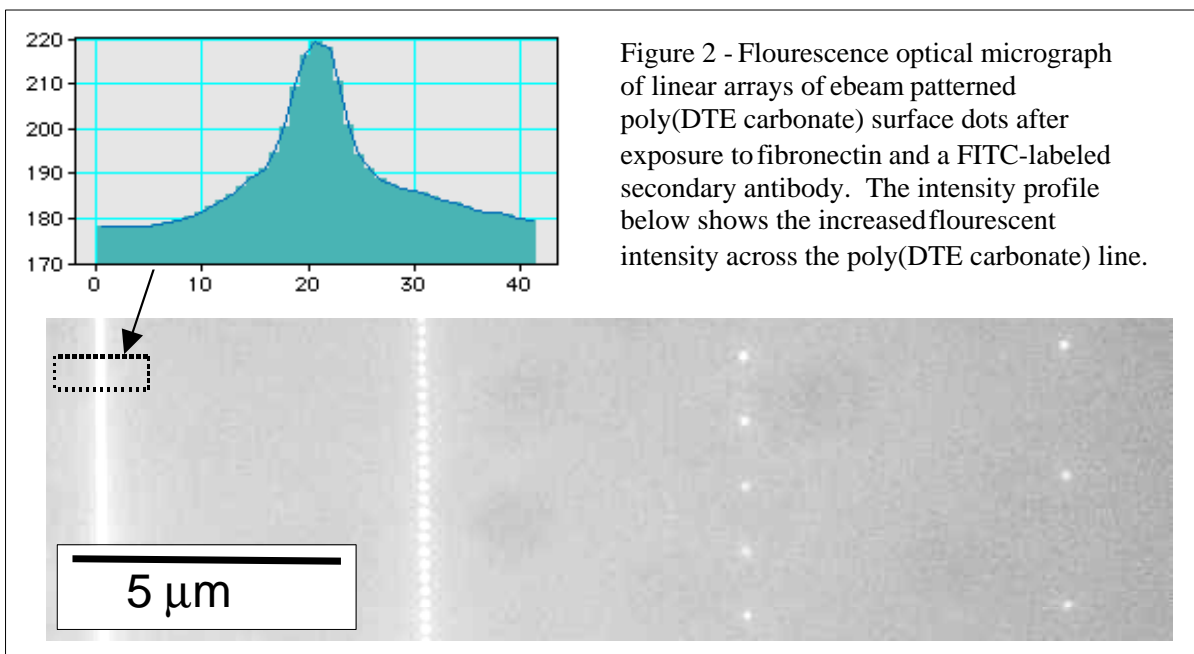 220
210
200
190
180
170
0 10 20 30 40
Figure 2 - Flourescence optical micrograph
of linear arrays of ebeam patterned
poly(DTE carbonate) surface dots after
exposure to fibronectin and a FITC-labeled
secondary antibody. The intensity profile
below shows the increased flourescent
intensity across the poly(DTE carbonate) line.
5 μm